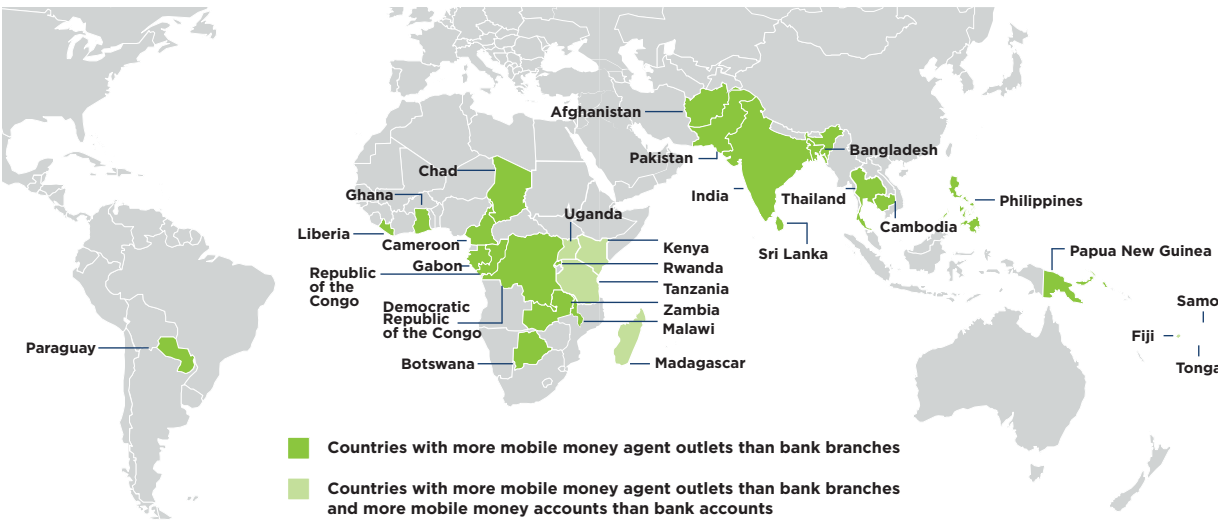 Afghanistan
Pakistan
Bangladesh
Chad
India
Thailand
Ghana
Philippines
Uganda
Cambodia
Liberia
Cameroon
Kenya
Sri Lanka
Papua New Guinea
Gabon
Rwanda
Republic
of the
Congo
Tanzania
Samo
Democratic
Republic
of the Congo
Zambia
Malawi
Fiji
Paraguay
Botswana
Madagascar
Tonga
Countries with more mobile money agent outlets than bank branches
Countries with more mobile money agent outlets than bank branches
and more mobile money accounts than bank accounts